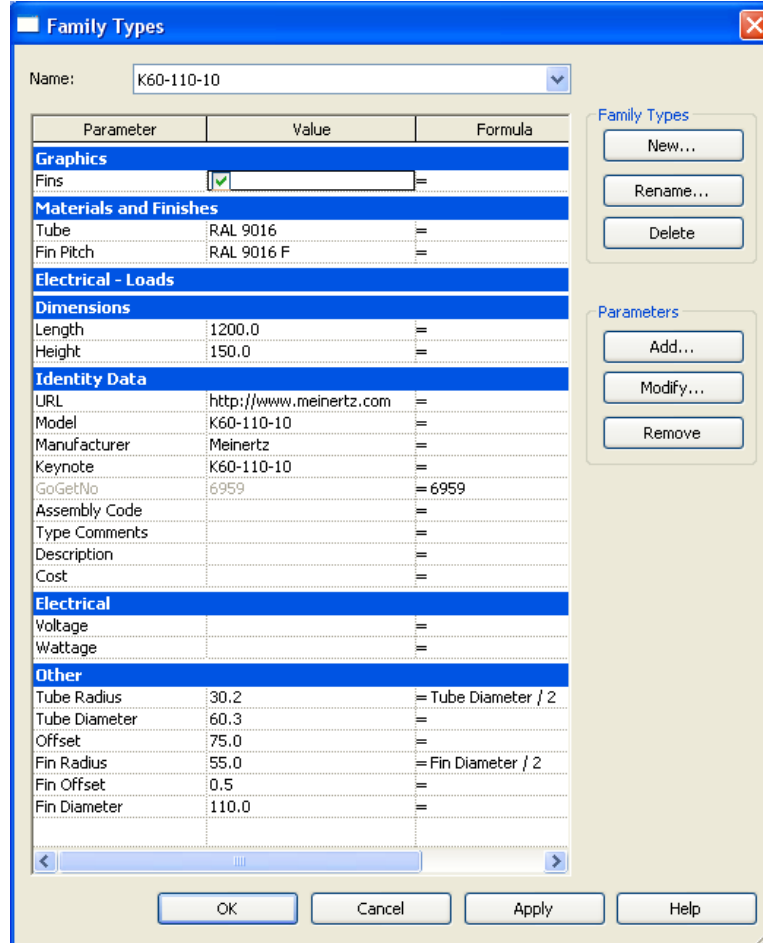 Family Types
Name: K60-110-10
Parameter Value Formula
Graphics
Fins =
Materials and Finishes
Tube RAL 9016 =
Fin Pitch RAL 9016 F =
Electrical - Loads
Dimensions
Length 1200.0 =
Height 150.0 =
Identity Data
URL http://www.meinertz.com =
Model K60-110-10 =
Manufacturer Meinertz =
Keynote K60-110-10 =
GoGetNo 6959 = 6959
Assembly Code =
Type Comments =
Description =
Cost =
Electrical
Voltage =
Wattage =
Other
Tube Radius 30.2 = Tube Diameter / 2
Tube Diameter 60.3 =
Offset 75.0 =
Fin Radius 55.0 = Fin Diameter / 2
Fin Offset 0.5 =
Fin Diameter 110.0 =
Family Types
New...
Rename...
Delete
Parameters
Add...
Modify...
Remove
OK Cancel Apply Help